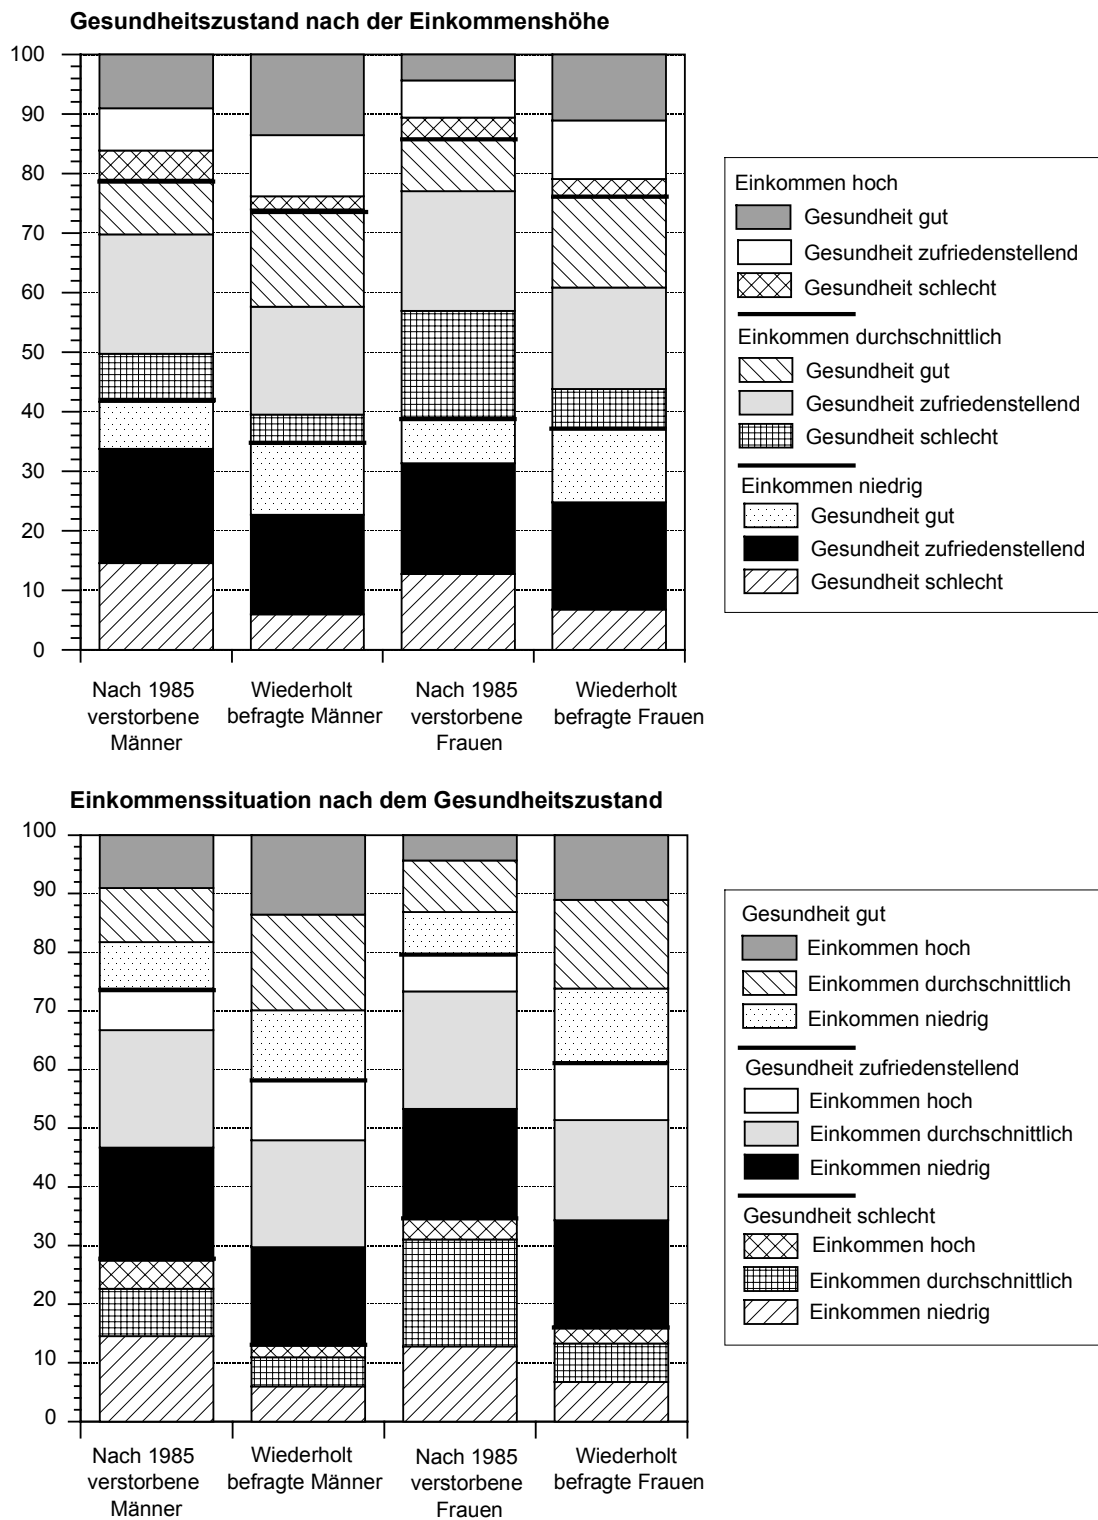 Gesundheitszustand nach der Einkommenshöhe
100
90
80
70
60
50
40
30
20
10
0
Nach 1985
verstorbene
Männer
Wiederholt
befragte Männer
Nach 1985
verstorbene
Frauen
Wiederholt
befragte Frauen
Einkommen hoch
Gesundheit gut
Gesundheit zufriedenstellend
Gesundheit schlecht
Einkommen durchschnittlich
Gesundheit gut
Gesundheit zufriedenstellend
Gesundheit schlecht
Einkommen niedrig
Gesundheit gut
Gesundheit zufriedenstellend
Gesundheit schlecht
Einkommenssituation nach dem Gesundheitszustand
100
90
80
70
60
50
40
30
20
10
0
Nach 1985
verstorbene
Männer
Wiederholt
befragte Männer
Nach 1985
verstorbene
Frauen
Wiederholt
befragte Frauen
Gesundheit gut
Einkommen hoch
Einkommen durchschnittlich
Einkommen niedrig
Gesundheit zufriedenstellend
Einkommen hoch
Einkommen durchschnittlich
Einkommen niedrig
Gesundheit schlecht
Einkommen hoch
Einkommen durchschnittlich
Einkommen niedrig